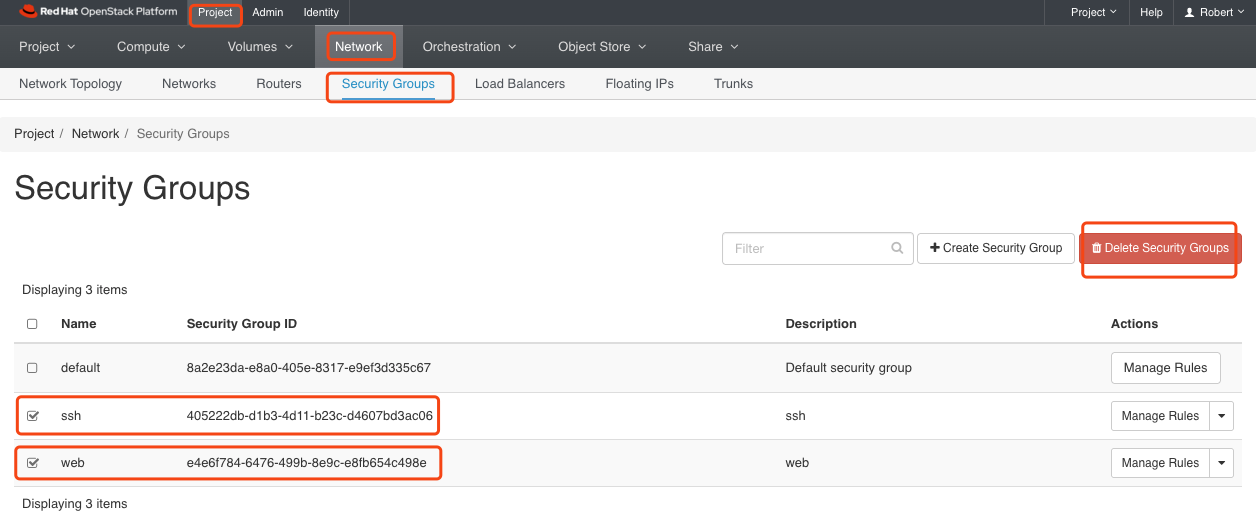 Red Hat OpenStack Platform Project Admin Identity Project Help Robert
Project Compute Volumes Network Orchestration Object Store Share
Network Topology Networks Routers Security Groups Load Balancers Floating IPs Trunks
Project / Network / Security Groups
Security Groups
Filter Create Security Group Delete Security Groups
Displaying 3 items
Name Security Group ID Description Actions
default 8a2e23da-e8a0-405e-8317-e9ef3d335c67 Default security group Manage Rules
ssh 405222db-d1b3-4d11-b23c-d4607bd3ac06 ssh Manage Rules
web e4e6f784-6476-499b-8e9c-e8fb654c498e web Manage Rules
Displaying 3 items